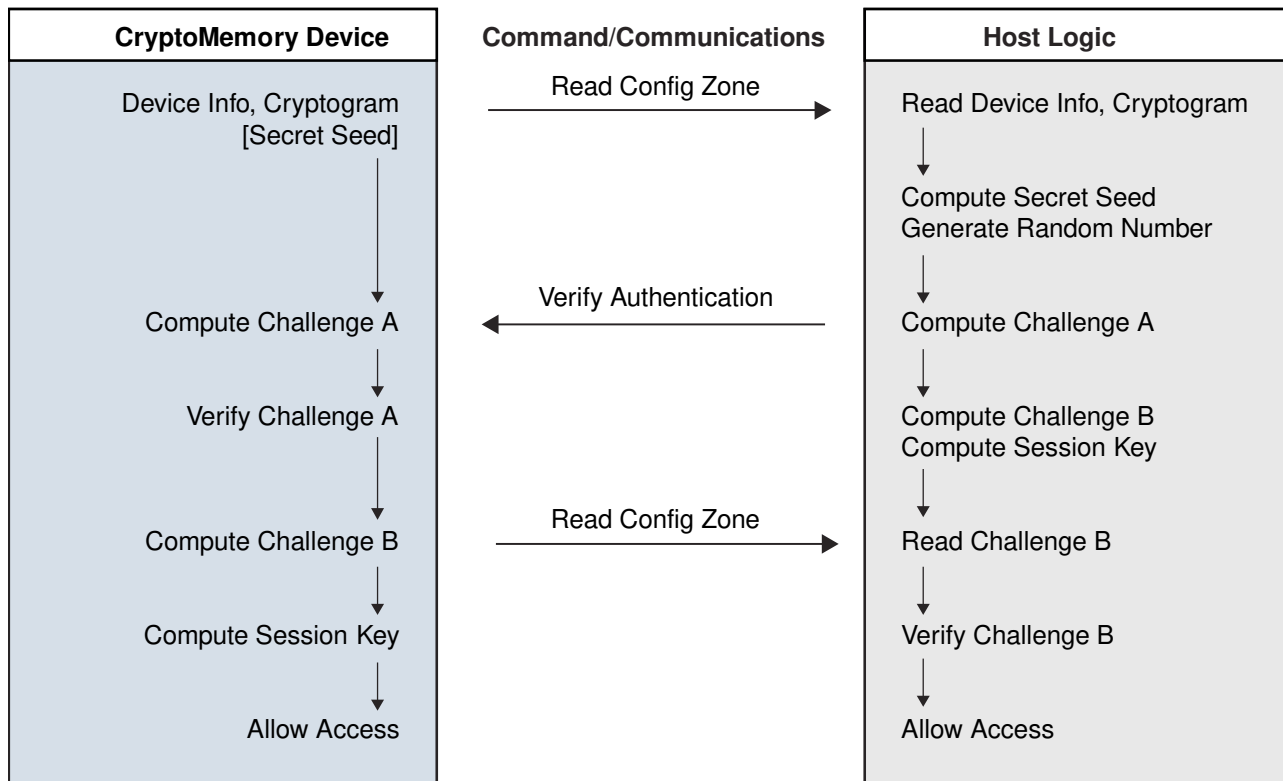 CryptoMemory Device
Command/Communications
Host Logic
Device Info, Cryptogram
[Secret Seed]
Read Config Zone
Read Device Info, Cryptogram
Compute Secret Seed
Generate Random Number
Compute Challenge A
Verify Authentication
Compute Challenge A
Verify Challenge A
Compute Challenge B
Compute Session Key
Compute Challenge B
Read Config Zone
Read Challenge B
Compute Session Key
Verify Challenge B
Allow Access
Allow Access